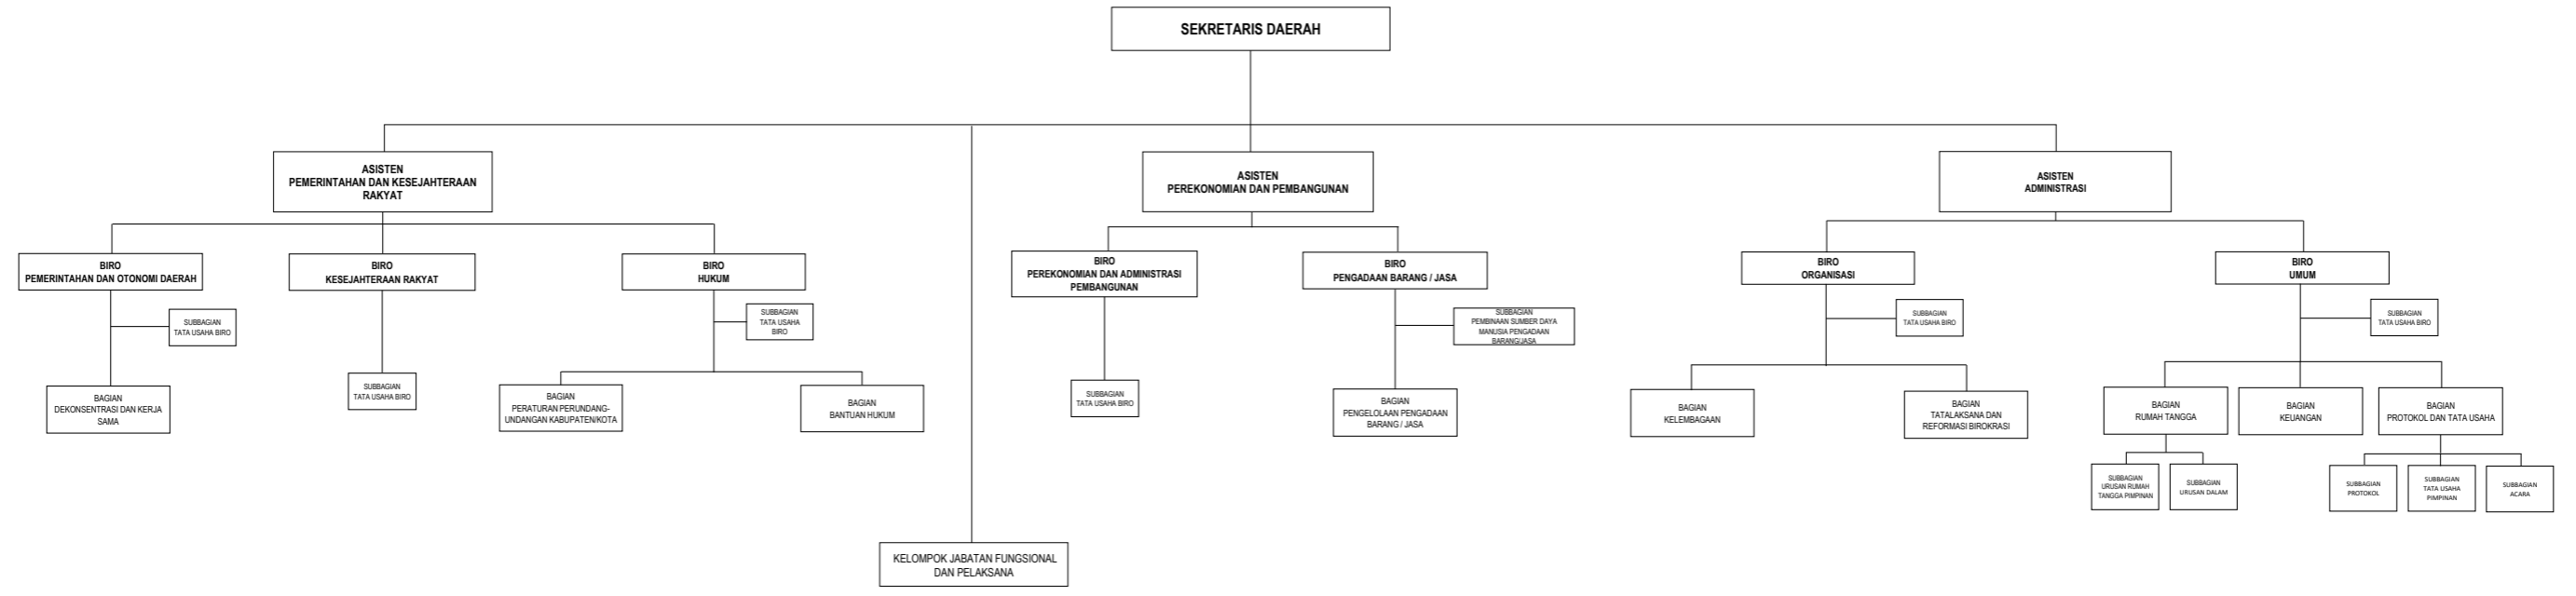 SEKRETARIS DAERAH
ASISTEN
PEMERINTAHAN DAN KESEJAHTERAAN
RAKYAT
ASISTEN
PEREKONOMIAN DAN PEMBANGUNAN
ASISTEN
ADMINISTRASI
BIRO
PEMERINTAHAN DAN OTONOMI DAERAH
BIRO
KESEJAHTERAAN RAKYAT
BIRO
HUKUM
BIRO
PEREKONOMIAN DAN ADMINISTRASI
PEMBANGUNAN
BIRO
PENGADAAN BARANG / JASA
BIRO
ORGANISASI
BIRO
UMUM
SUBBAGIAN
TATA USAHA BIRO
SUBBAGIAN
TATA USAHA
BIRO
SUBBAGIAN
PEMBINAAN SUMBER DAYA
MANUSIA PENGADAAN
BARANG/JASA
SUBBAGIAN
TATA USAHA BIRO
SUBBAGIAN
TATA USAHA BIRO
BAGIAN
DEKONSENTRASI DAN KERJA
SAMA
SUBBAGIAN
TATA USAHA BIRO
BAGIAN
PERATURAN PERUNDANG-
UNDANGAN KABUPATEN/KOTA
BAGIAN
BANTUAN HUKUM
SUBBAGIAN
TATA USAHA BIRO
BAGIAN
PENGELOLAAN PENGADAAN
BARANG / JASA
BAGIAN
KELEMBAGAAN
BAGIAN
TATALAKSANA DAN
REFORMASI BIROKRASI
BAGIAN
RUMAH TANGGA
BAGIAN
KEUANGAN
BAGIAN
PROTOKOL DAN TATA USAHA
SUBBAGIAN
URUSAN RUMAH
TANGGA PIMPINAN
SUBBAGIAN
URUSAN DALAM
SUBBAGIAN
PROTOKOL
SUBBAGIAN
TATA USAHA
PIMPINAN
SUBBAGIAN
ACARA
KELOMPOK JABATAN FUNGSIONAL
DAN PELAKSANA